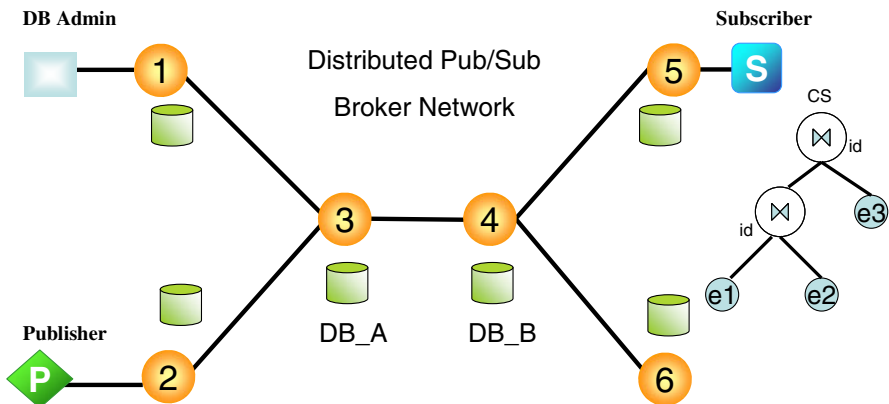 DB Admin
Subscriber
1
Distributed Pub/Sub
Broker Network
5
S
CS
id
3
4
e3
id
e1
e2
DB_A
DB_B
Publisher
P
2
6